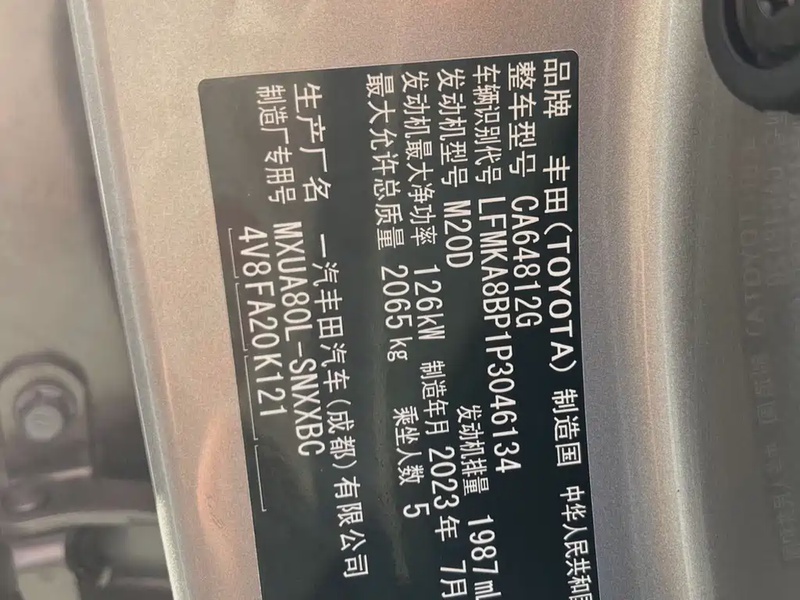 品牌 丰田(TOYOTA) 制造国 中华人民共和国
整车型号 CA64812G
车辆识别代号 LFMKA8BP1P3046134
发动机型号 M20D 发动机排量 1987 mL
发动机最大净功率 126kW 制造年月 2023年 7月
最大允许总质量 2065kg 乘坐人数 5
生产厂名 一汽丰田汽车(成都)有限公司
制造厂专用号 MXUA80L-SNXXBC
4V8FA20K121